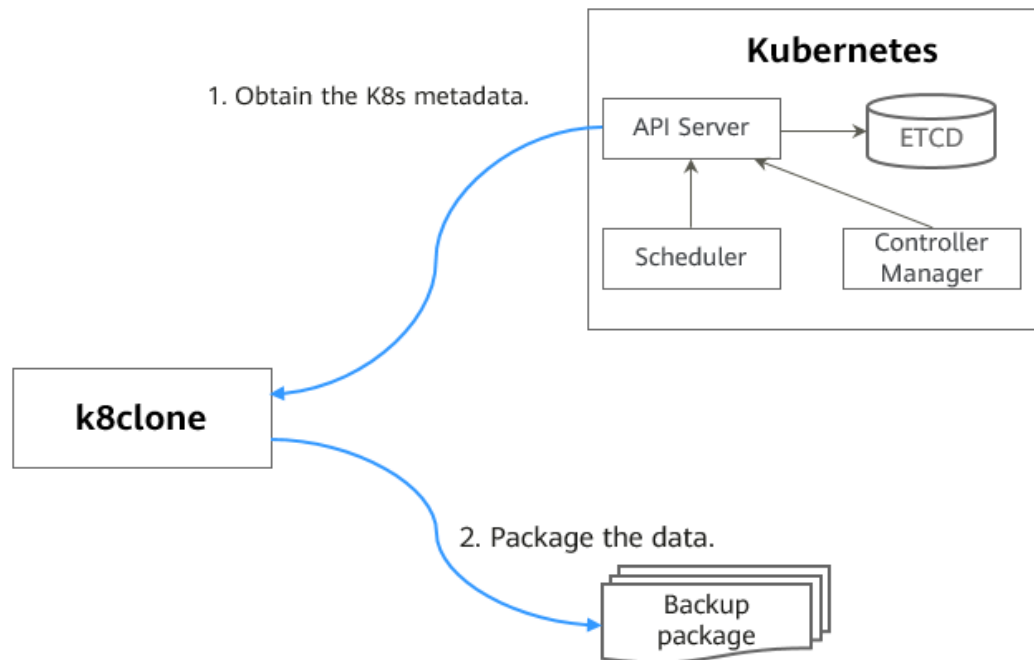 Kubernetes
1. Obtain the K8s metadata.
API Server
ETCD
Scheduler
Controller
Manager
k8clone
2. Package the data.
Backup
package